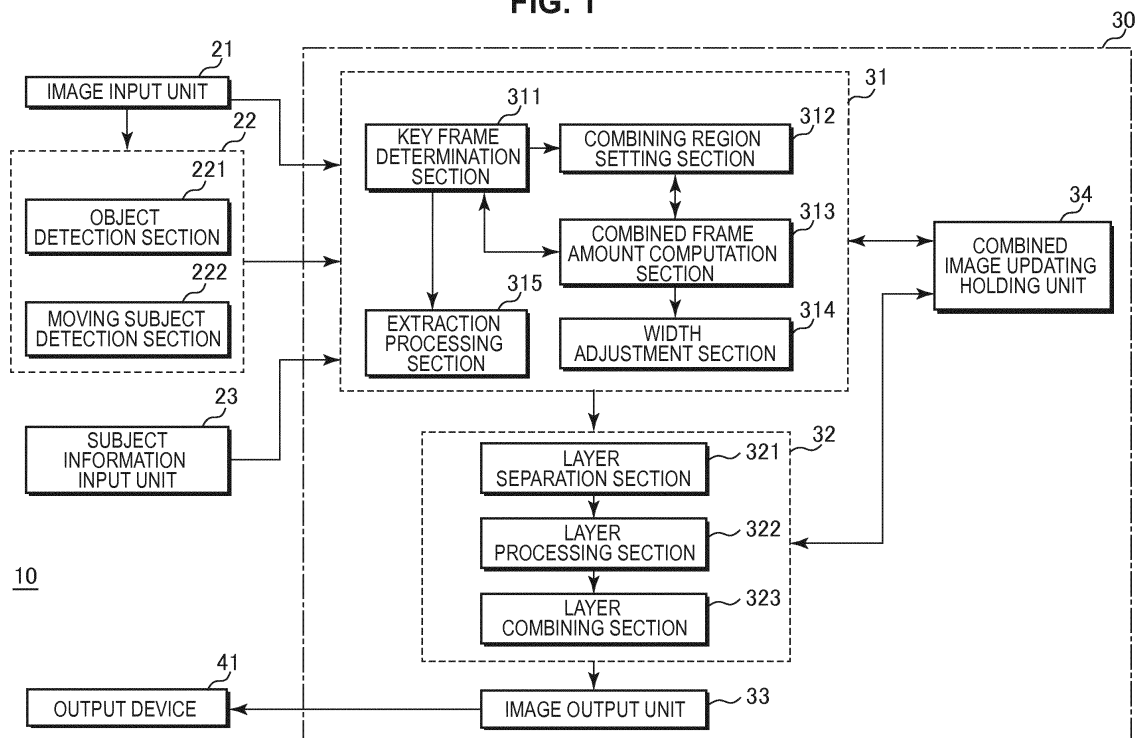 FIG. 1
30
21
IMAGE INPUT UNIT
22
221
OBJECT
DETECTION SECTION
222
MOVING SUBJECT
DETECTION SECTION
23
SUBJECT
INFORMATION
INPUT UNIT
31
311
KEY FRAME
DETERMINATION
SECTION
312
COMBINING REGION
SETTING SECTION
313
COMBINED FRAME
AMOUNT COMPUTATION
SECTION
315
EXTRACTION
PROCESSING
SECTION
314
WIDTH
ADJUSTMENT SECTION
34
COMBINED
IMAGE UPDATING
HOLDING UNIT
32
321
LAYER
SEPARATION SECTION
322
LAYER
PROCESSING SECTION
323
LAYER
COMBINING SECTION
10
41
OUTPUT DEVICE
33
IMAGE OUTPUT UNIT